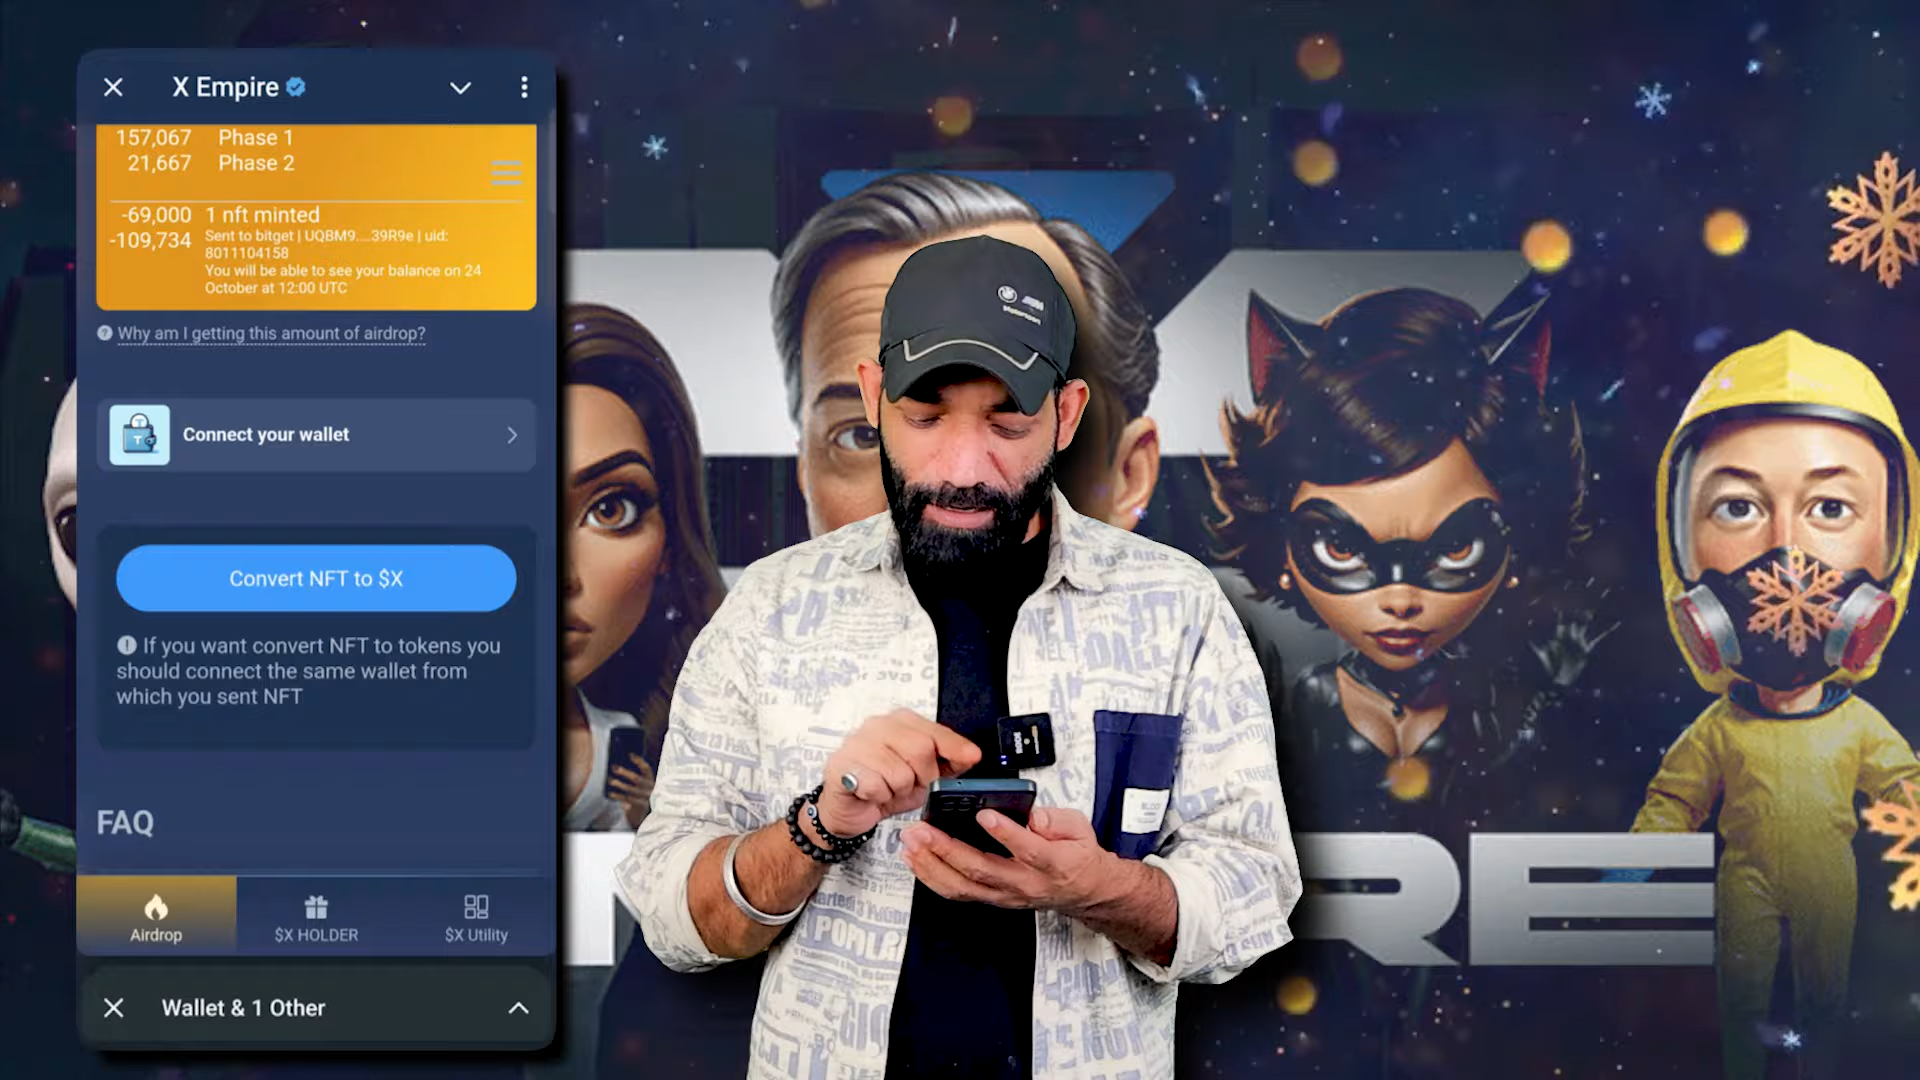 X Empire
157,067 Phase 1
21,667 Phase 2
-69,000 1 nft minted
-109,734 Sent to bitget | UQBM9....39R9e | uid:
8011104158
You will be able to see your balance on 24
October at 12:00 UTC
Why am I getting this amount of airdrop?
Connect your wallet
Convert NFT to $X
If you want convert NFT to tokens you
should connect the same wallet from
which you sent NFT
FAQ
Airdrop
$X HOLDER
$X Utility
Wallet & 1 Other
RE